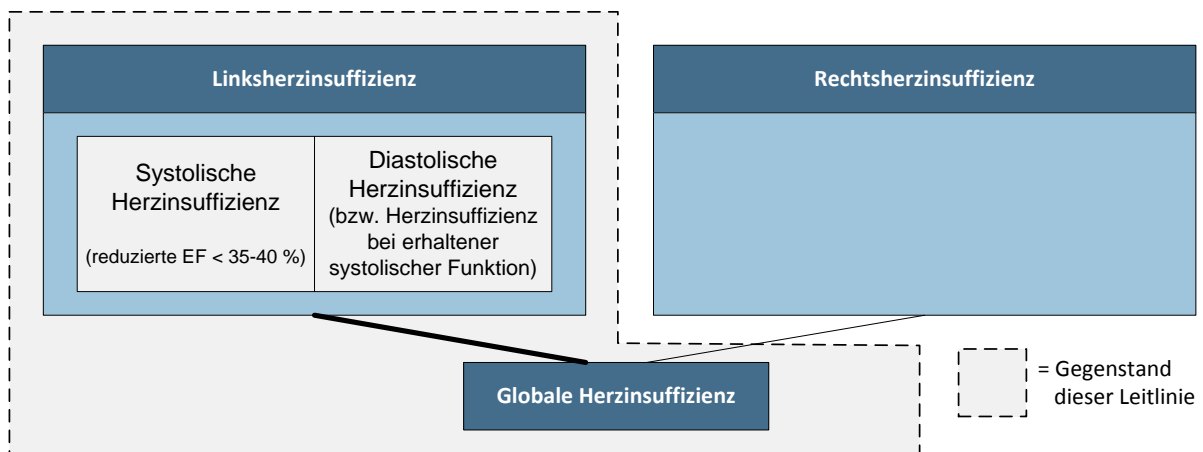 Linksherzinsuffizienz
Systolische
Herzinsuffizienz
(reduzierte EF < 35-40 %)
Diastolische
Herzinsuffizienz
(bzw. Herzinsuffizienz
bei erhaltener
systolischer Funktion)
Rechtsherzinsuffizienz
Globale Herzinsuffizienz
= Gegenstand
dieser Leitlinie